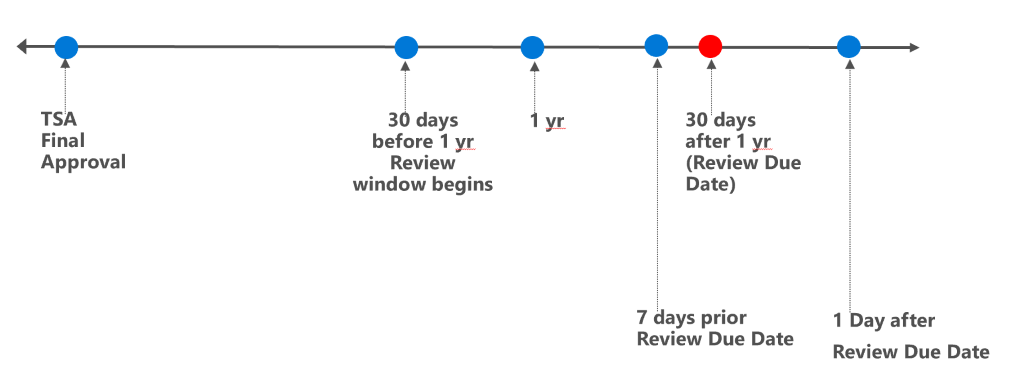 TSA
Final
Approval
30 days
before 1 yr
Review
window begins
1 yr
30 days
after 1 yr
(Review Due
Date)
7 days prior
Review Due Date
1 Day after
Review Due Date